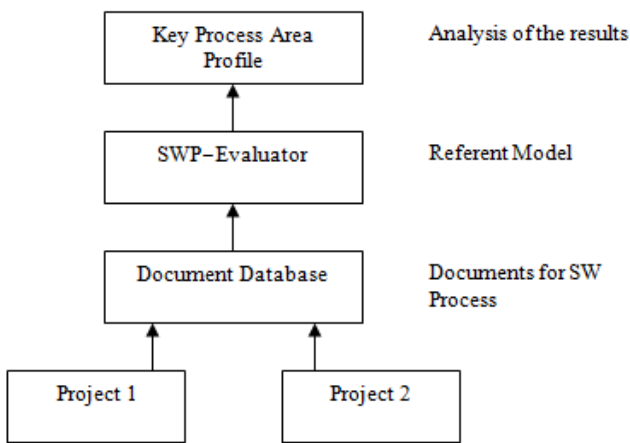 Key Process Area
Profile
Analysis of the results
SWP-Evaluator
Referent Model
Document Database
Documents for SW
Process
Project 1
Project 2